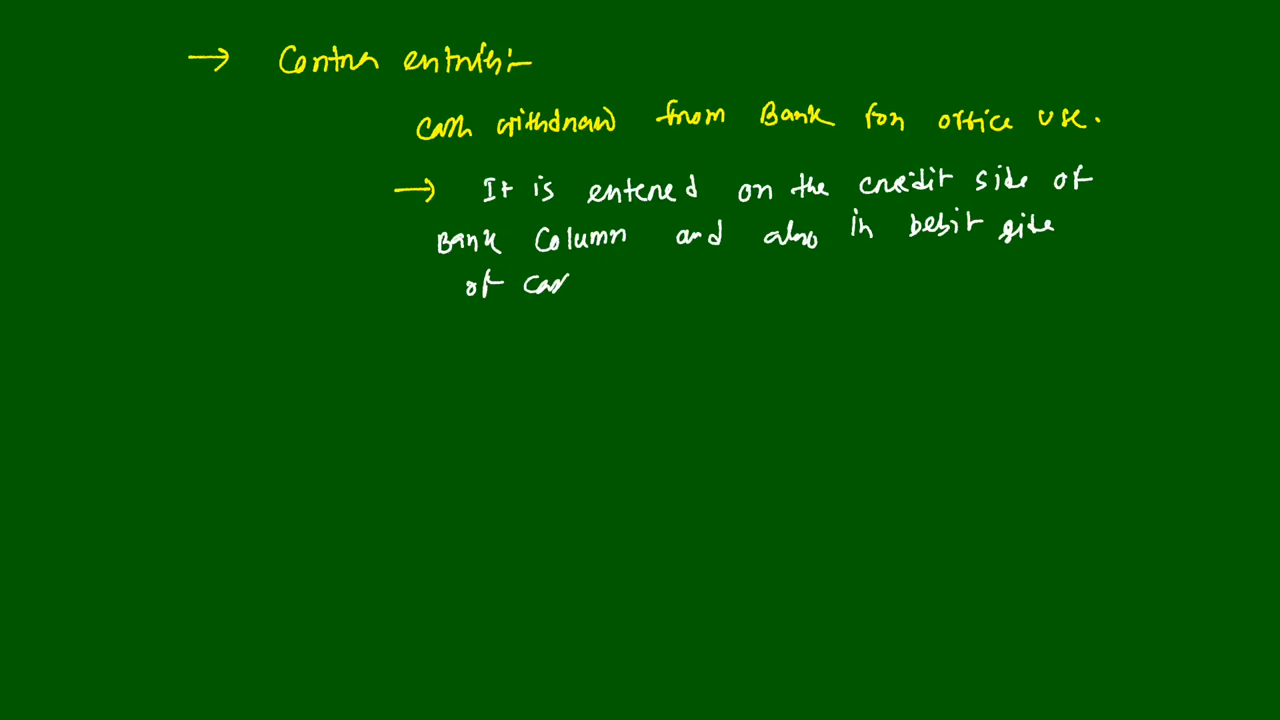 → Contra entries:-
Cash withdraw from Bank for office use.
→ It is entered on the credit side of
Bank Column and also in Debit side
of Cas